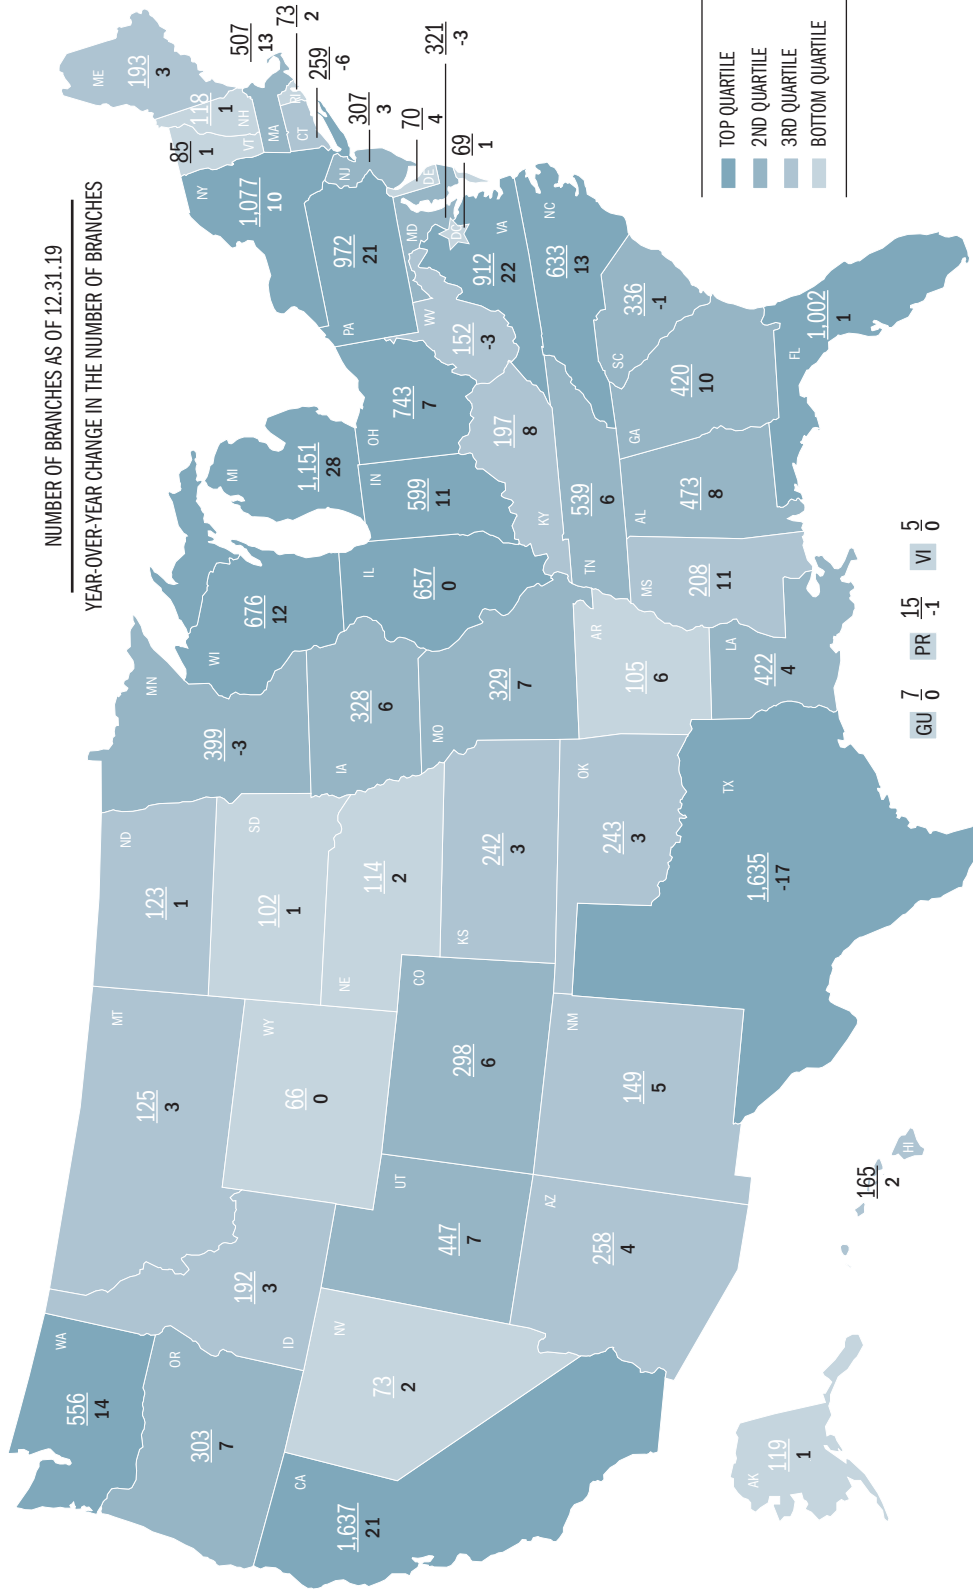 NUMBER OF BRANCHES AS OF 12.31.19
YEAR-OVER-YEAR CHANGE IN THE NUMBER OF BRANCHES
WA
556
14
OR
303
7
CA
1,637
21
NV
73
2
ID
192
3
MT
125
3
WY
66
0
UT
447
7
AZ
258
4
CO
298
6
NM
149
5
ND
123
1
SD
102
1
NE
114
2
KS
242
3
OK
243
3
TX
1,635
-17
MN
399
-3
IA
328
6
MO
329
7
AR
105
6
LA
422
4
WI
676
12
IL
657
0
MI
1,151
28
IN
599
11
OH
743
7
KY
197
8
TN
539
6
MS
208
11
AL
473
8
GA
420
10
FL
1,002
1
SC
336
-1
NC
633
13
VA
912
22
WV
152
-3
PA
972
21
NY
1,077
10
VT
85
1
NH
118
1
ME
193
3
MA
507
13
RI
73
2
CT
259
-6
NJ
307
3
DE
70
4
MD
321
-3
DC
69
1
AK
119
1
HI
165
2
GU
7
0
PR
15
-1
VI
5
0
TOP QUARTILE
2ND QUARTILE
3RD QUARTILE
BOTTOM QUARTILE